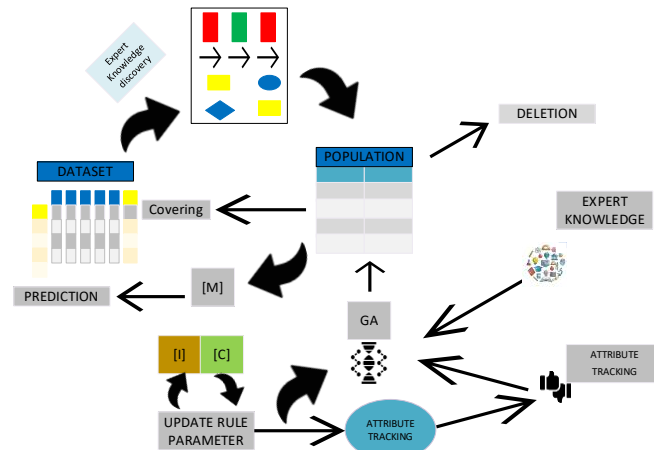 Expert
Knowledge
discovery
DELETION
POPULATION
DATASET
EXPERT
KNOWLEDGE
Covering
[M]
PREDICTION
GA
[I]
[C]
ATTRIBUTE
TRACKING
UPDATE RULE
PARAMETER
ATTRIBUTE
TRACKING